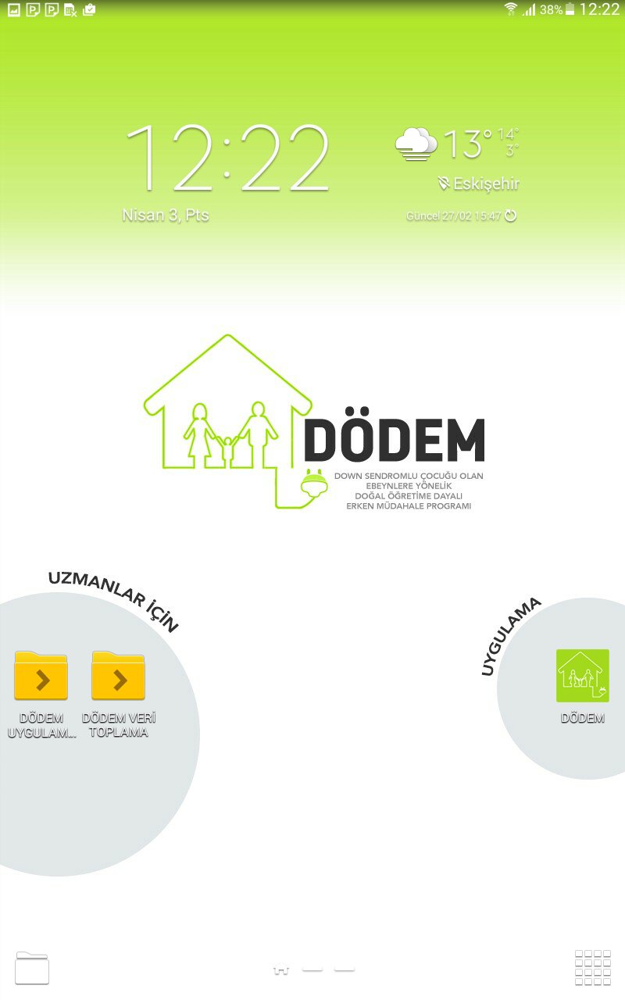 38% 12:22
12:22
13° 14°
3°
Eskişehir
Nisan 3, Pts
Güncel 27/02 15:47
DÖDEM
DOWN SENDROMLU ÇOCUĞU OLAN
EBEYNLERE YÖNELİK
DOĞAL ÖĞRETİME DAYALI
ERKEN MÜDAHALE PROGRAMI
UZMANLAR İÇİN
UYGULAMA
DÖDEM
UYGULAM...
DÖDEM VERİ
TOPLAMA
DÖDEM